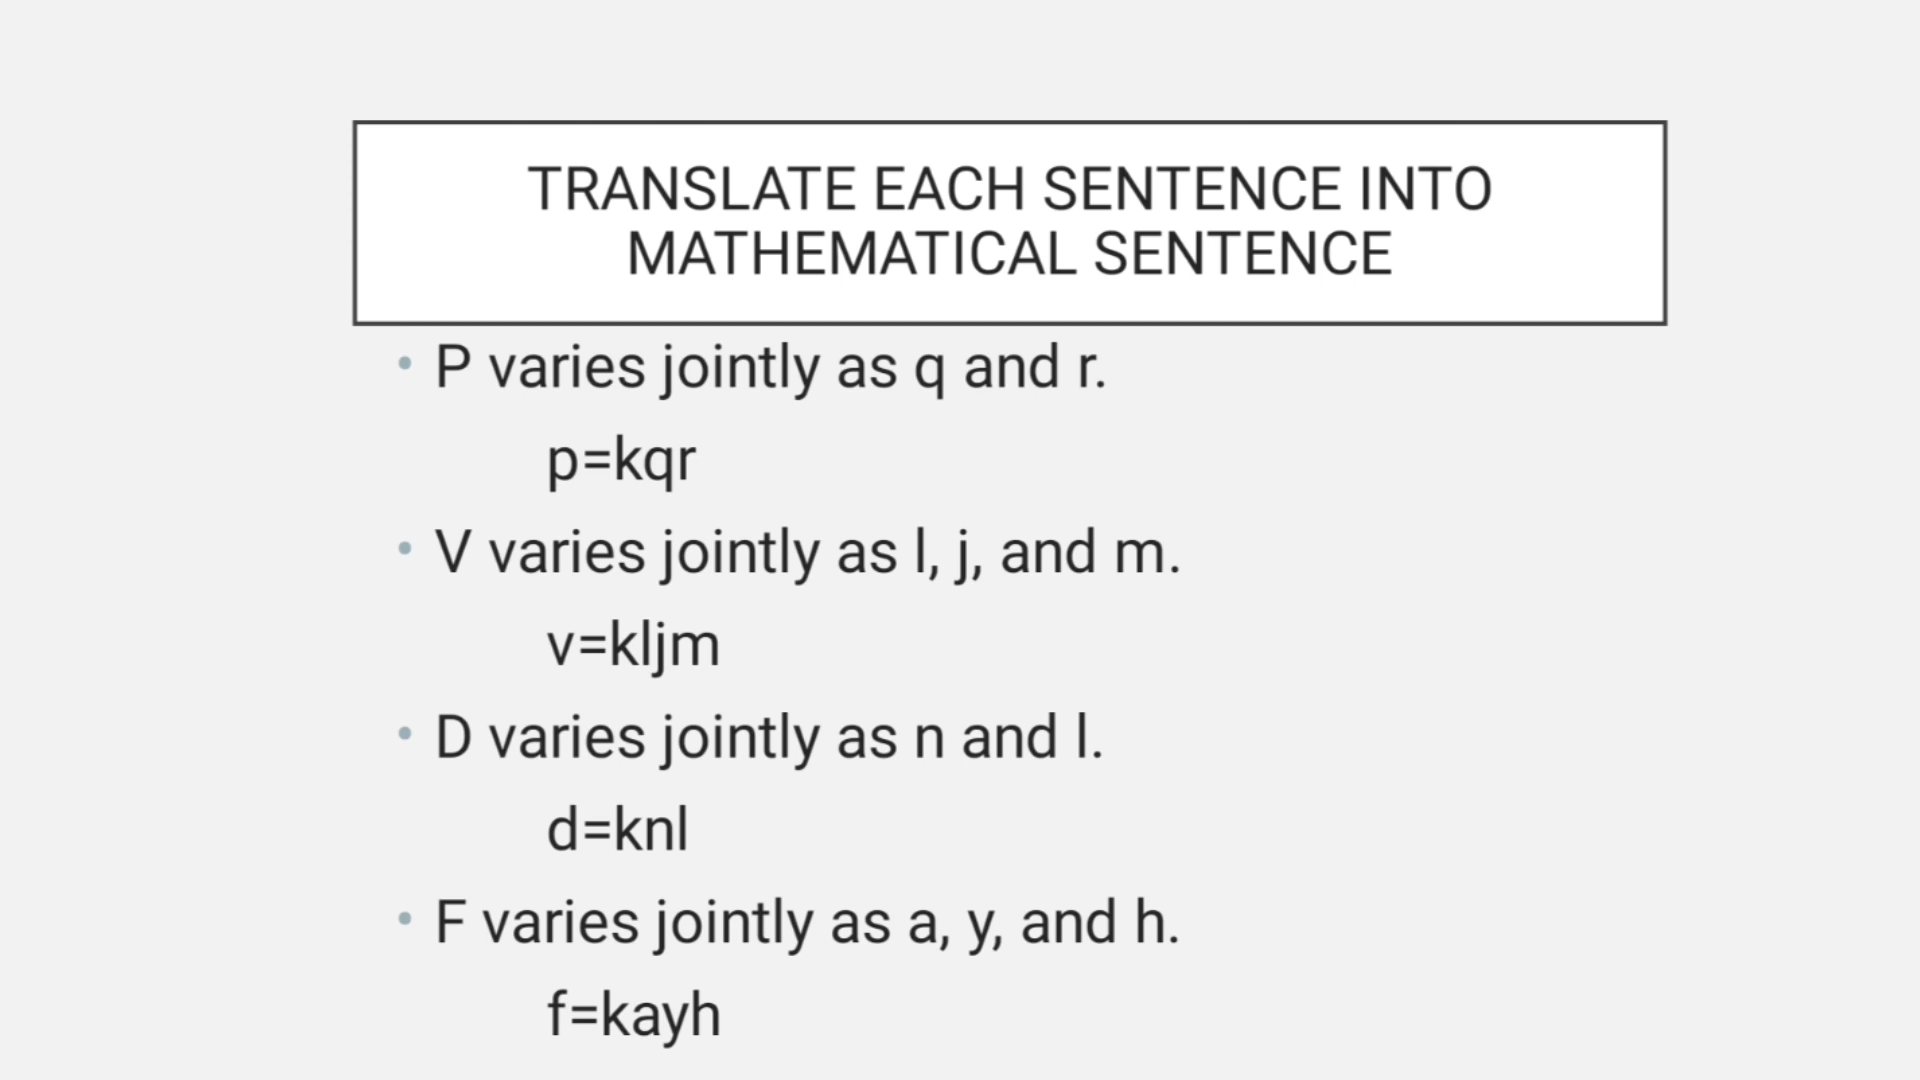 TRANSLATE EACH SENTENCE INTO
MATHEMATICAL SENTENCE
• P varies jointly as q and r.
p=kqr
• V varies jointly as l, j, and m.
v=kljm
• D varies jointly as n and l.
d=knl
• F varies jointly as a, y, and h.
f=kayh